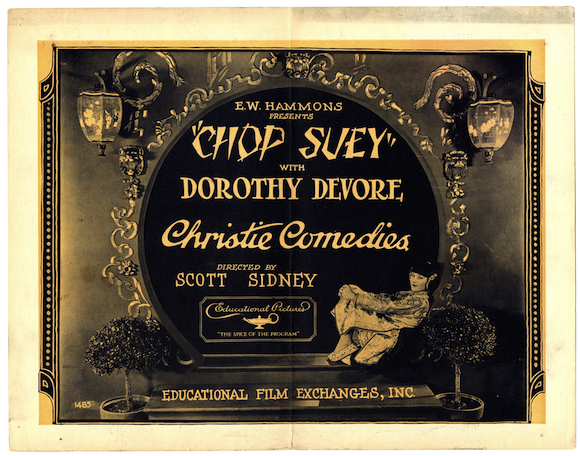 E.W. HAMMONS
PRESENTS
"CHOP SUEY"
WITH
DOROTHY DEVORE
Christie Comedies
DIRECTED BY
SCOTT SIDNEY
Educational Pictures
"THE SPICE OF THE PROGRAM"
EDUCATIONAL FILM EXCHANGES, INC.
1485